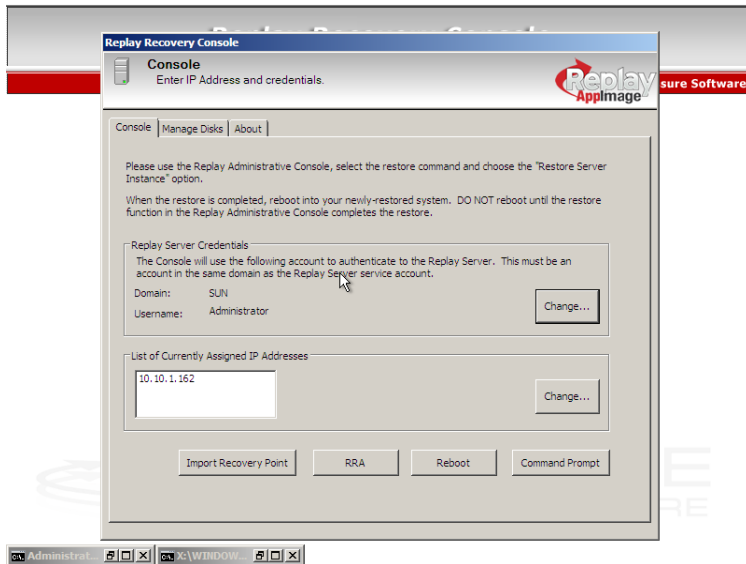 Replay Recovery Console
Replay Recovery Console
Console
Enter IP Address and credentials.
Replay
AppImage
sure Software
Console Manage Disks About
Please use the Replay Administrative Console, select the restore command and choose the "Restore Server
Instance" option.
When the restore is completed, reboot into your newly-restored system. DO NOT reboot until the restore
function in the Replay Administrative Console completes the restore.
Replay Server Credentials
The Console will use the following account to authenticate to the Replay Server. This must be an
account in the same domain as the Replay Server service account.
Domain: SUN
Username: Administrator
Change...
List of Currently Assigned IP Addresses
10.10.1.162
Change...
Import Recovery Point RRA Reboot Command Prompt
Administrat... X:\WINDOW...